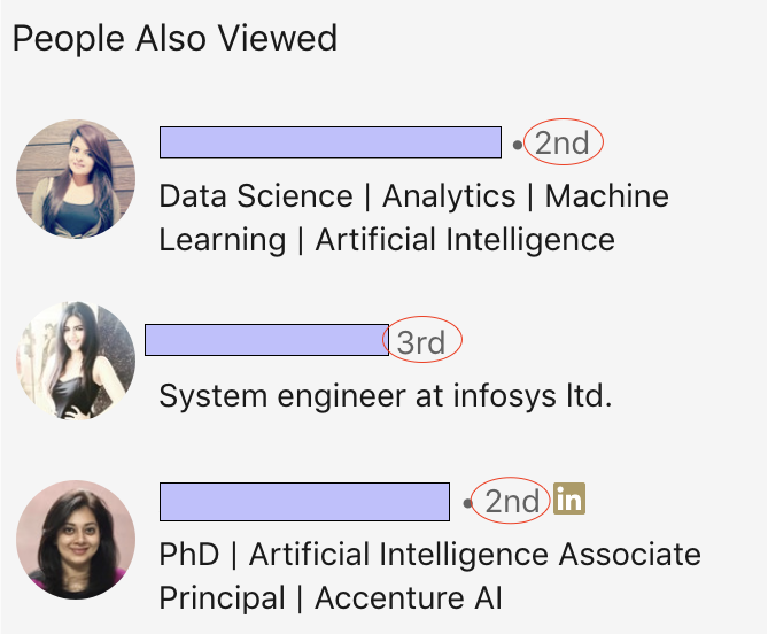 People Also Viewed
• 2nd
Data Science | Analytics | Machine
Learning | Artificial Intelligence
3rd
System engineer at infosys ltd.
• 2nd in
PhD | Artificial Intelligence Associate
Principal | Accenture AI